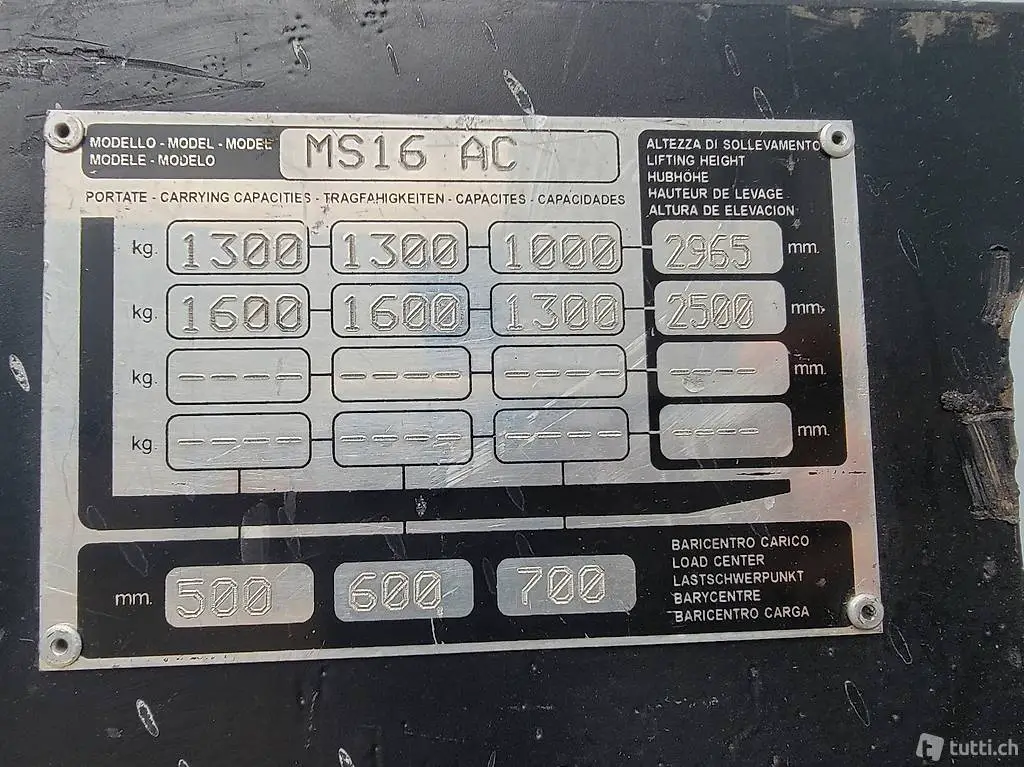 MODELLO - MODEL - MODEL
MODELE - MODELO
MS16 AC
PORTATE - CARRYING CAPACITIES - TRAGFAHIGKEITEN - CAPACITES - CAPACIDADES
ALTEZZA DI SOLLEVAMENTO
LIFTING HEIGHT
HUBHÖHE
HAUTEUR DE LEVAGE
ALTURA DE ELEVACION
kg. 1300 1300 1000 2965 mm.
kg. 1600 1600 1300 2500 mm.
kg. ---- ---- ---- ---- mm.
kg. ---- ---- ---- ---- mm.
mm. 500 600 700
BARICENTRO CARICO
LOAD CENTER
LASTSCHWERPUNKT
BARYCENTRE
BARICENTRO CARGA
tutti.ch